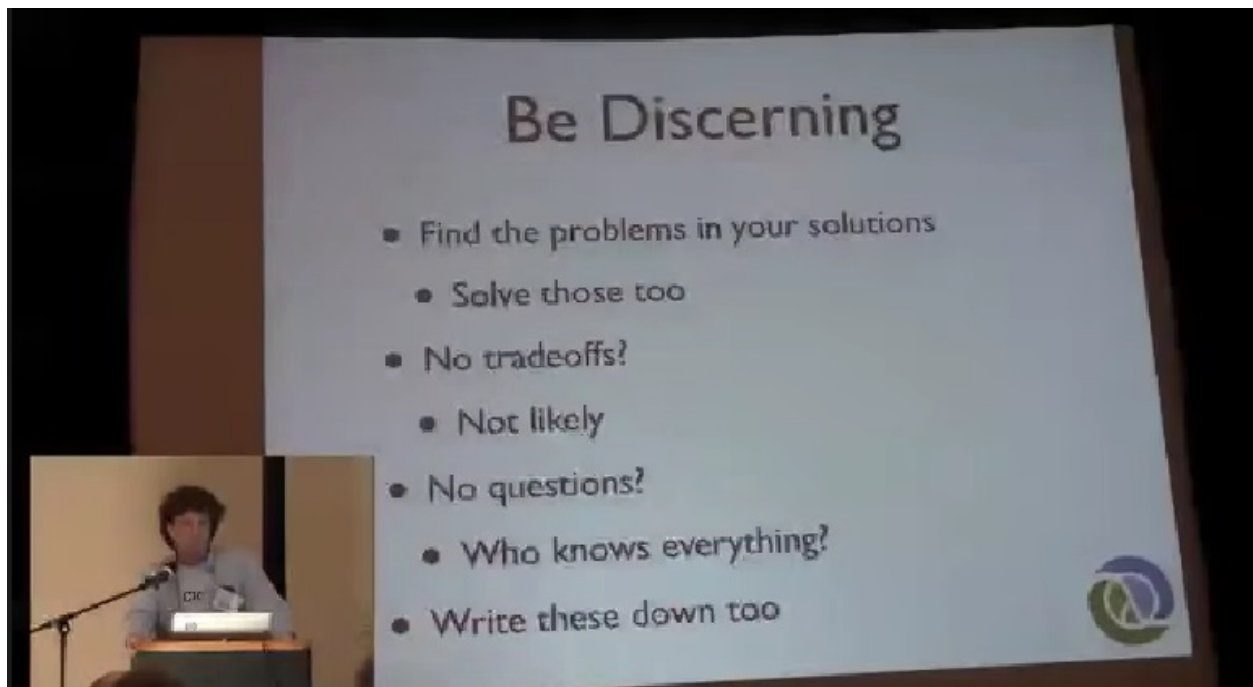 Be Discerning
• Find the problems in your solutions
• Solve those too
• No tradeoffs?
• Not likely
• No questions?
• Who knows everything?
• Write these down too